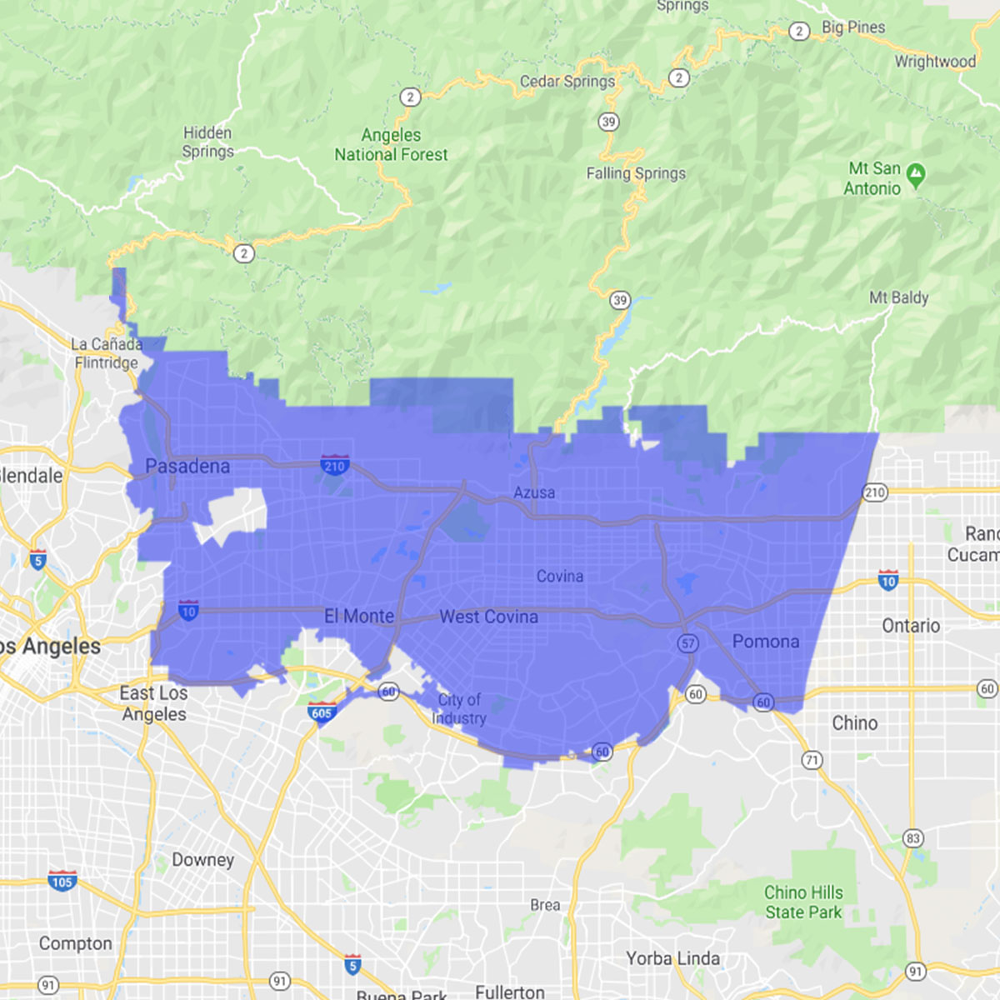 Springs
2
Big Pines
Wrightwood
Cedar Springs
2
2
39
Hidden
Springs
Angeles
National Forest
Falling Springs
Mt San
Antonio
2
39
Mt Baldy
La Cañada
Flintridge
Pasadena
210
Glendale
Azusa
210
Ranc
Cucam
5
Covina
10
10
El Monte
West Covina
Ontario
os Angeles
57
Pomona
East Los
Angeles
60
60
60
60
City of
Industry
605
Chino
60
71
Downey
83
105
Chino Hills
State Park
Brea
Compton
Yorba Linda
5
91
91
91
Buena Park
Fullerton